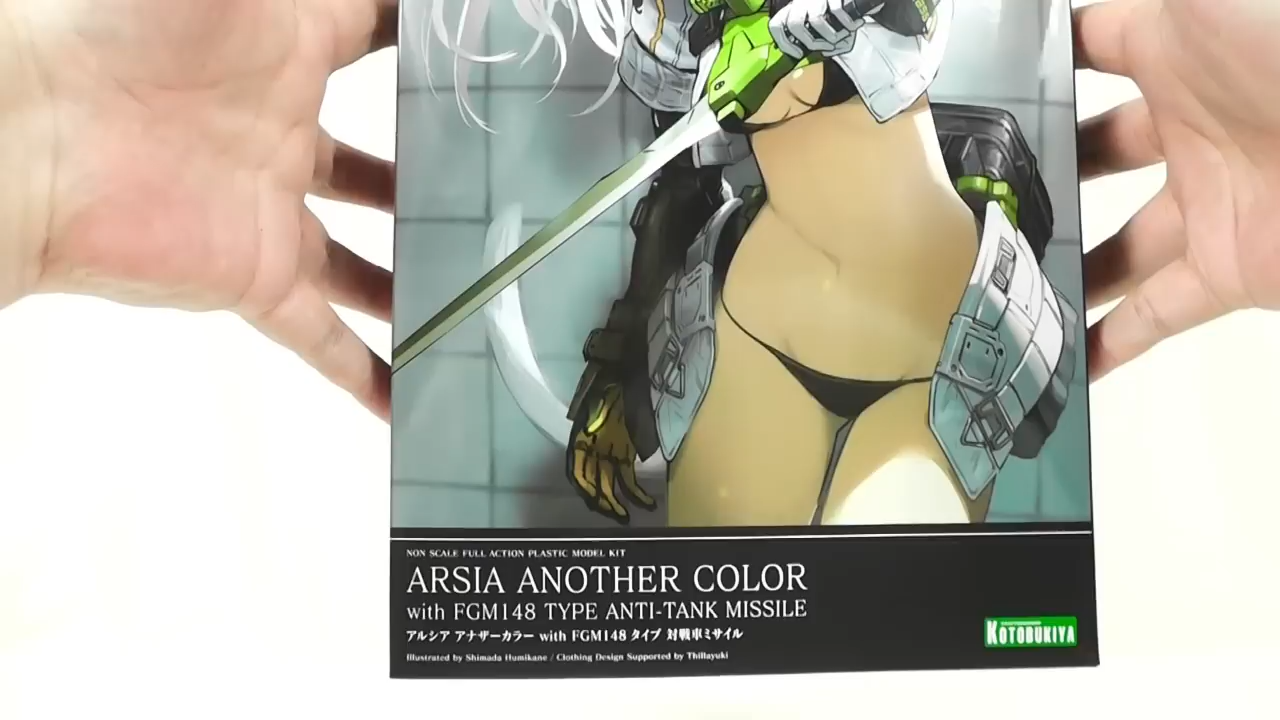 NON SCALE FULL ACTION PLASTIC MODEL KIT
ARSIA ANOTHER COLOR
with FGM148 TYPE ANTI-TANK MISSILE
アルシア アナザーカラー with FGM148 タイプ 対戦車ミサイル
KOTOBUKIYA
Illustrated by Shimada Humikane / Clothing Design Supported by Thillayuki